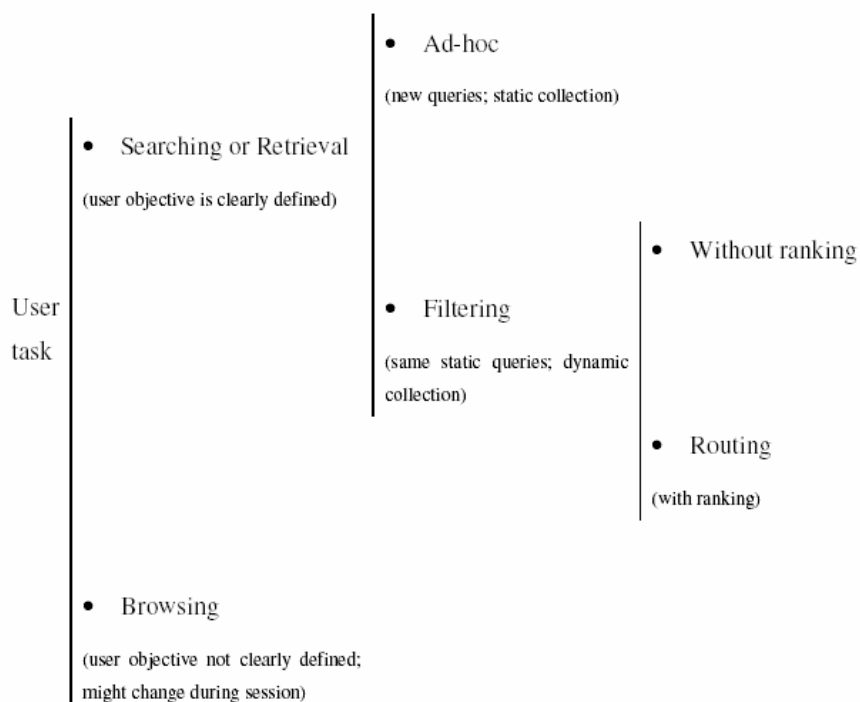 User
task
• Searching or Retrieval
(user objective is clearly defined)
• Ad-hoc
(new queries; static collection)
• Filtering
(same static queries; dynamic
collection)
• Without ranking
• Routing
(with ranking)
• Browsing
(user objective not clearly defined;
might change during session)